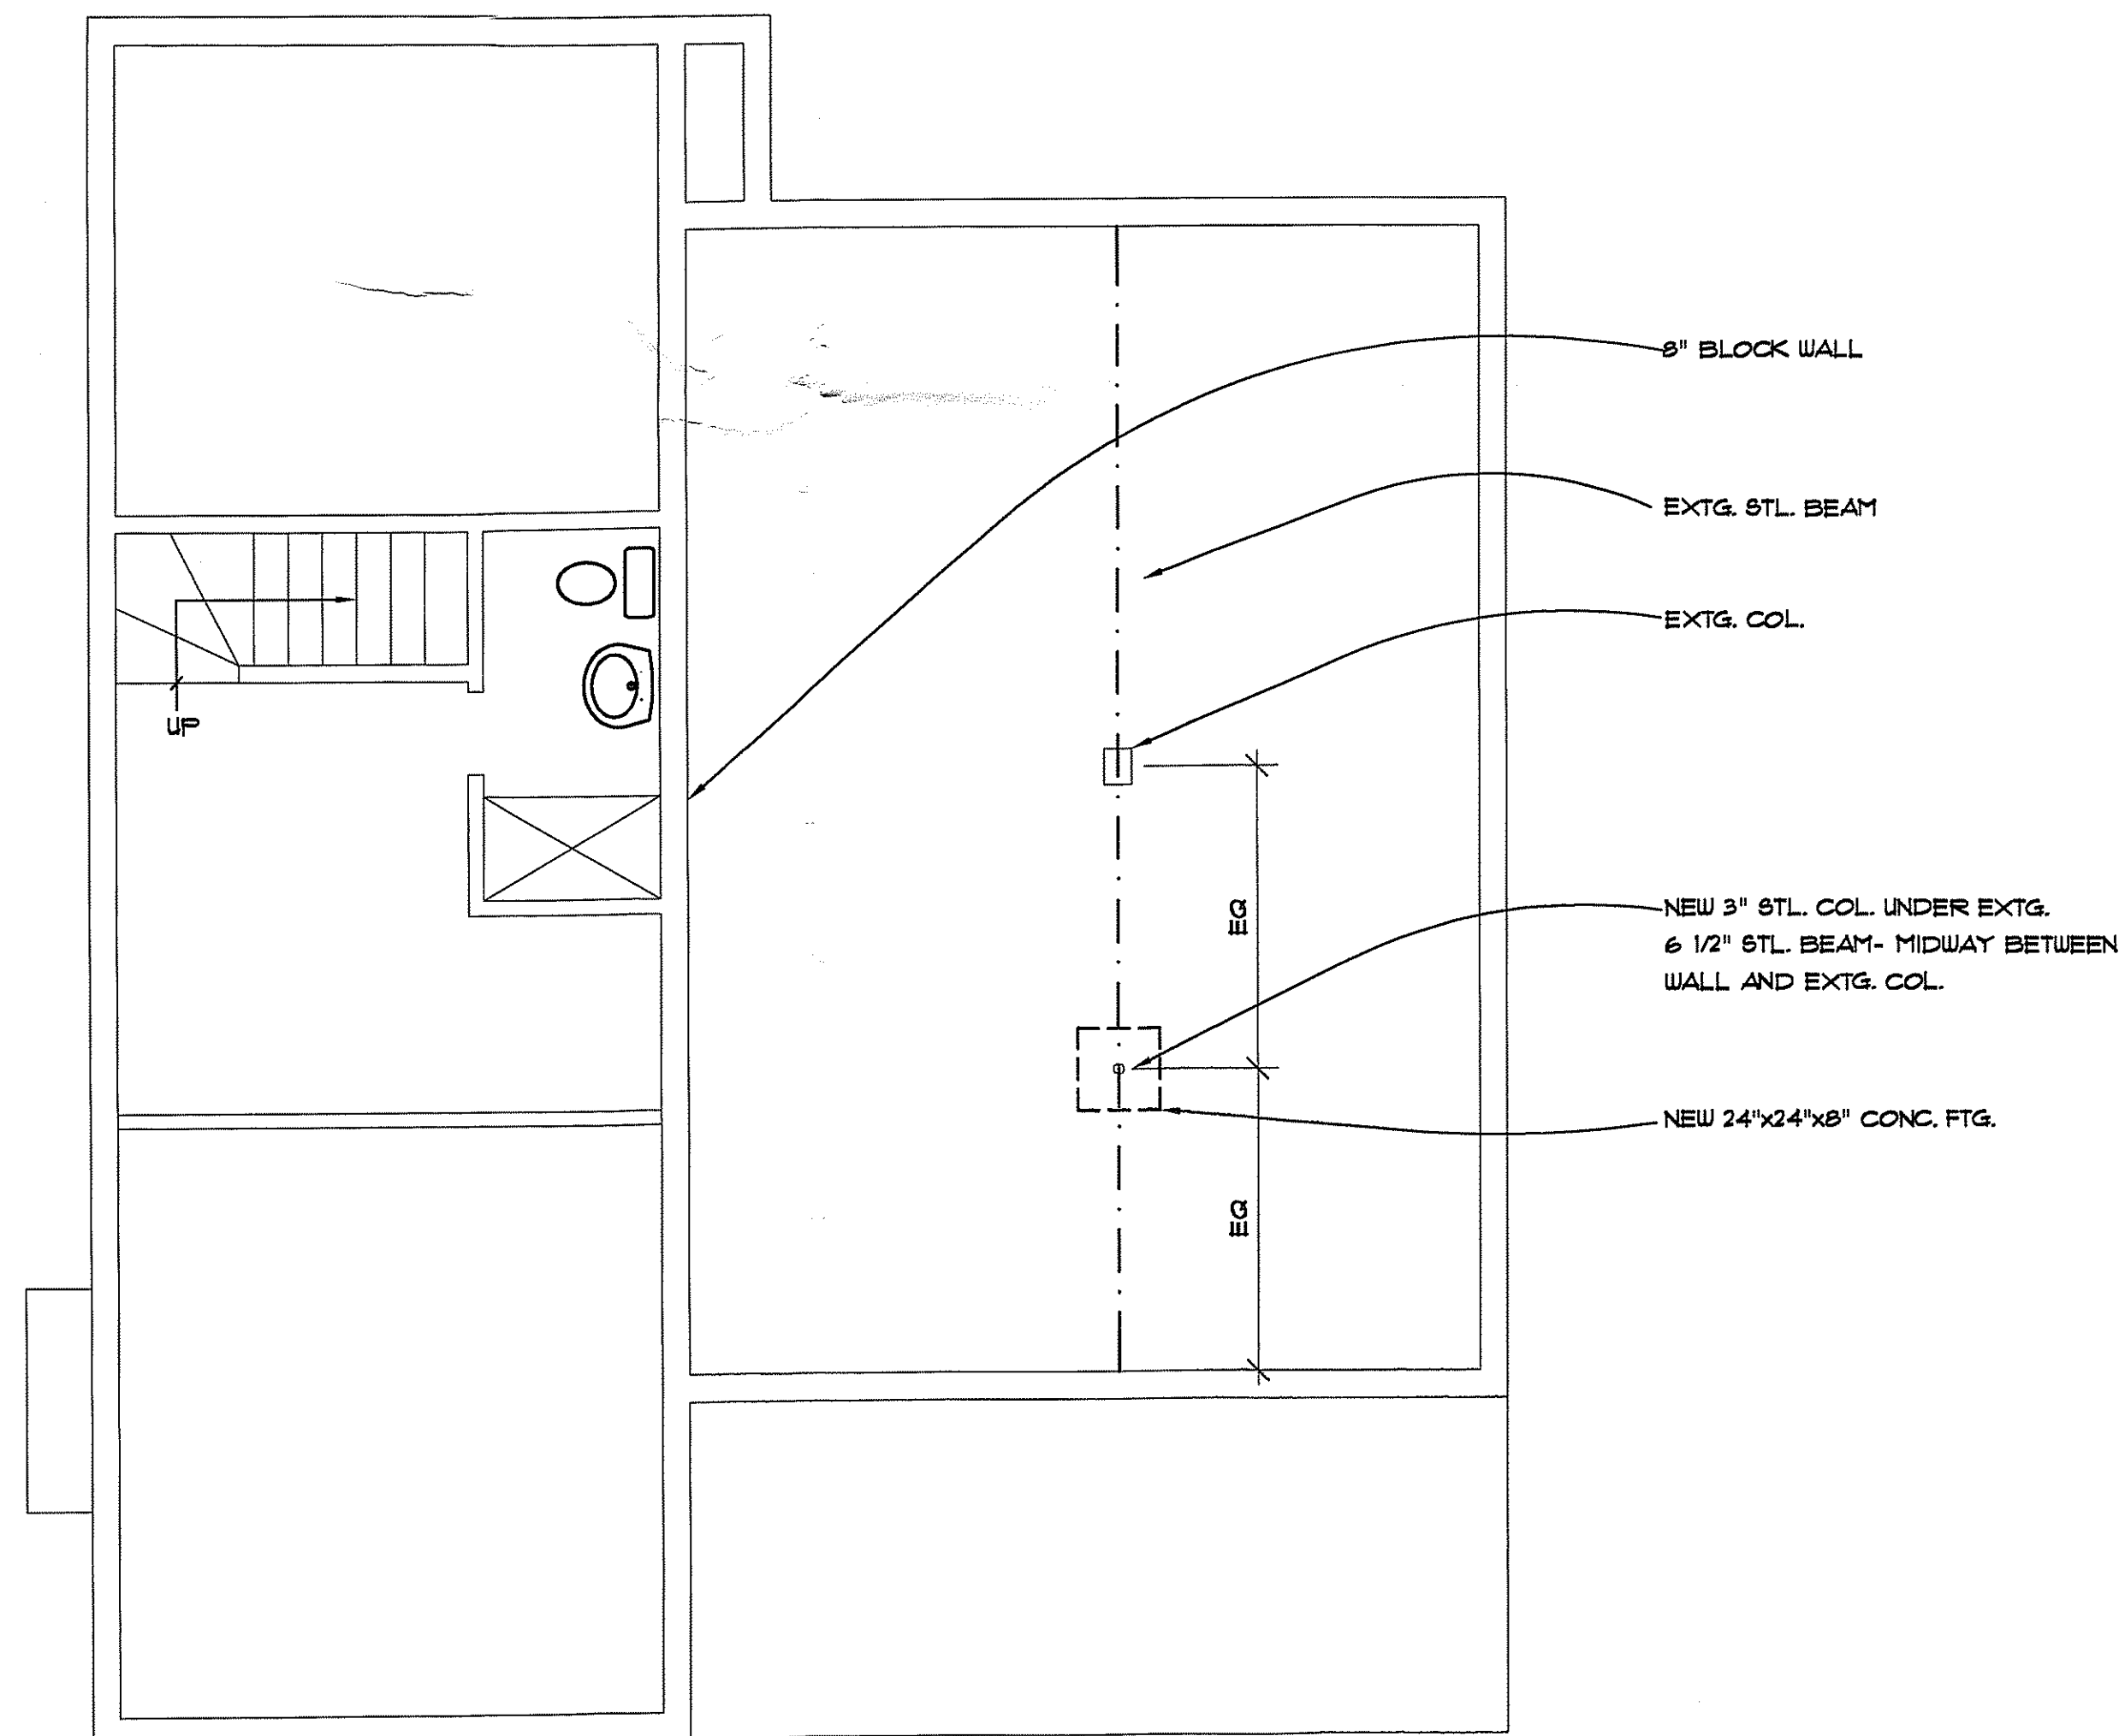 8" BLOCK WALL
EXTG. STL. BEAM
EXTG. COL.
UP
EQ
NEW 3" STL. COL. UNDER EXTG.
6 1/2" STL. BEAM- MIDWAY BETWEEN
WALL AND EXTG. COL.
NEW 24"x24"x8" CONC. FTG.
EQ